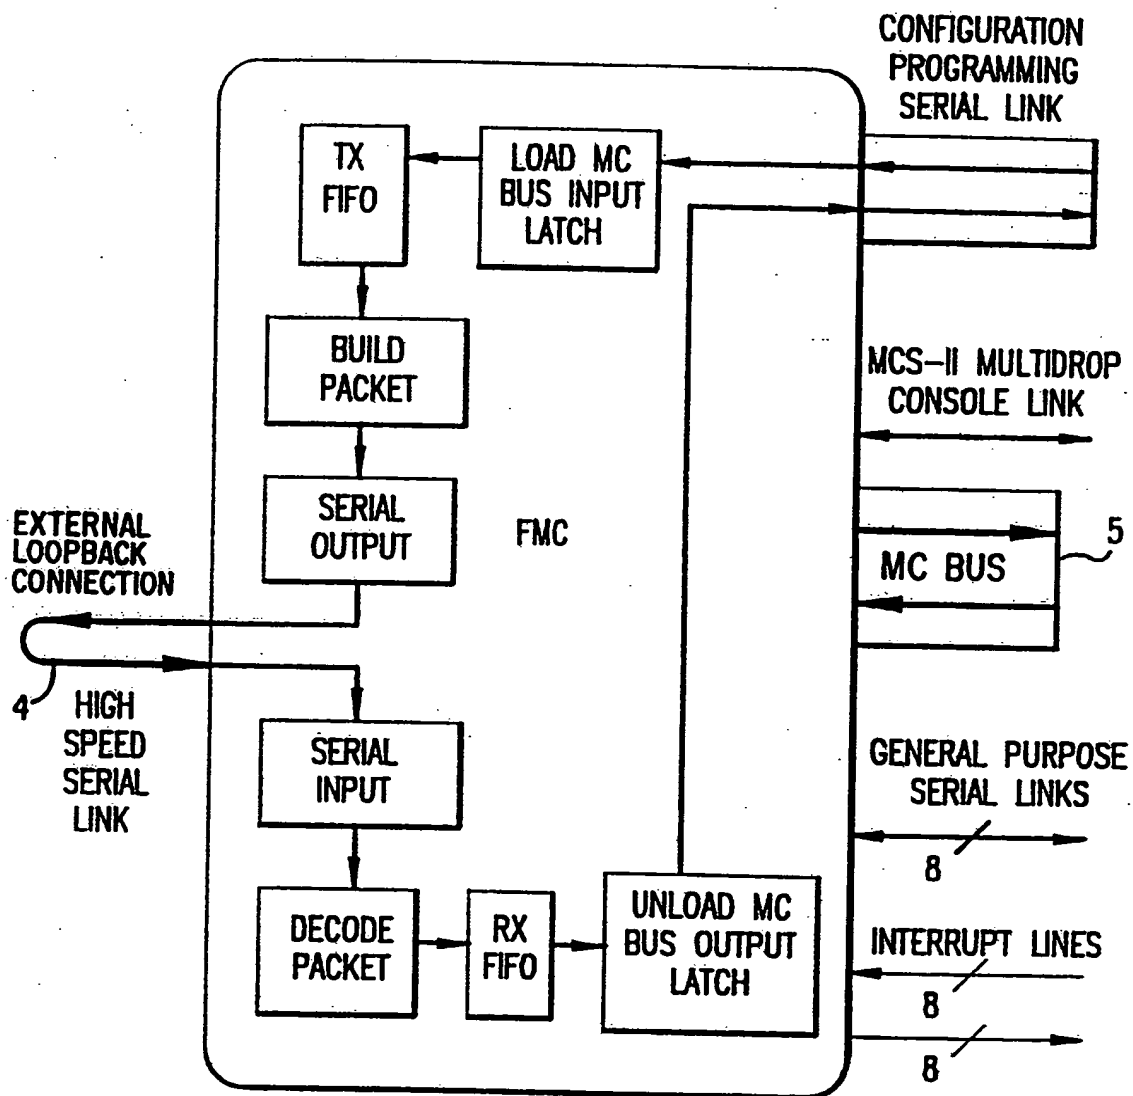 CONFIGURATION
PROGRAMMING
SERIAL LINK
TX
FIFO
LOAD MC
BUS INPUT
LATCH
BUILD
PACKET
MCS-II MULTIDROP
CONSOLE LINK
SERIAL
OUTPUT
FMC
EXTERNAL
LOOPBACK
CONNECTION
MC BUS
5
4
HIGH
SPEED
SERIAL
LINK
SERIAL
INPUT
GENERAL PURPOSE
SERIAL LINKS
8
DECODE
PACKET
RX
FIFO
UNLOAD MC
BUS OUTPUT
LATCH
INTERRUPT LINES
8
8